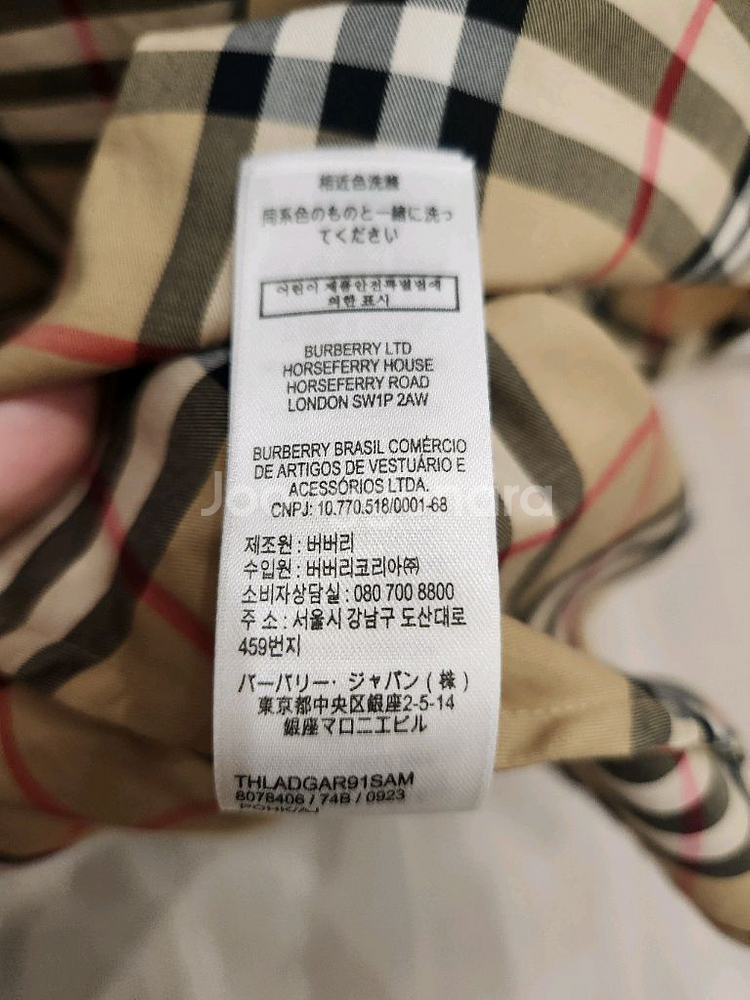 相近色洗滌
同系色のものと一緒に洗っ
てください
어린이 제품안전특별법에
의한 표시
BURBERRY LTD
HORSEFERRY HOUSE
HORSEFERRY ROAD
LONDON SW1P 2AW
BURBERRY BRASIL COMÉRCIO
DE ARTIGOS DE VESTUÁRIO E
ACESSÓRIOS LTDA.
CNPJ: 10.770.518/0001-68
제조원 : 버버리
수입원 : 버버리코리아㈜
소비자상담실 : 080 700 8800
주 소 : 서울시 강남구 도산대로
459번지
バーバリー・ジャパン ( 株 )
東京都中央区銀座2-5-14
銀座マロニエビル
THLADGAR91SAM
8078406 / 74B / 0923